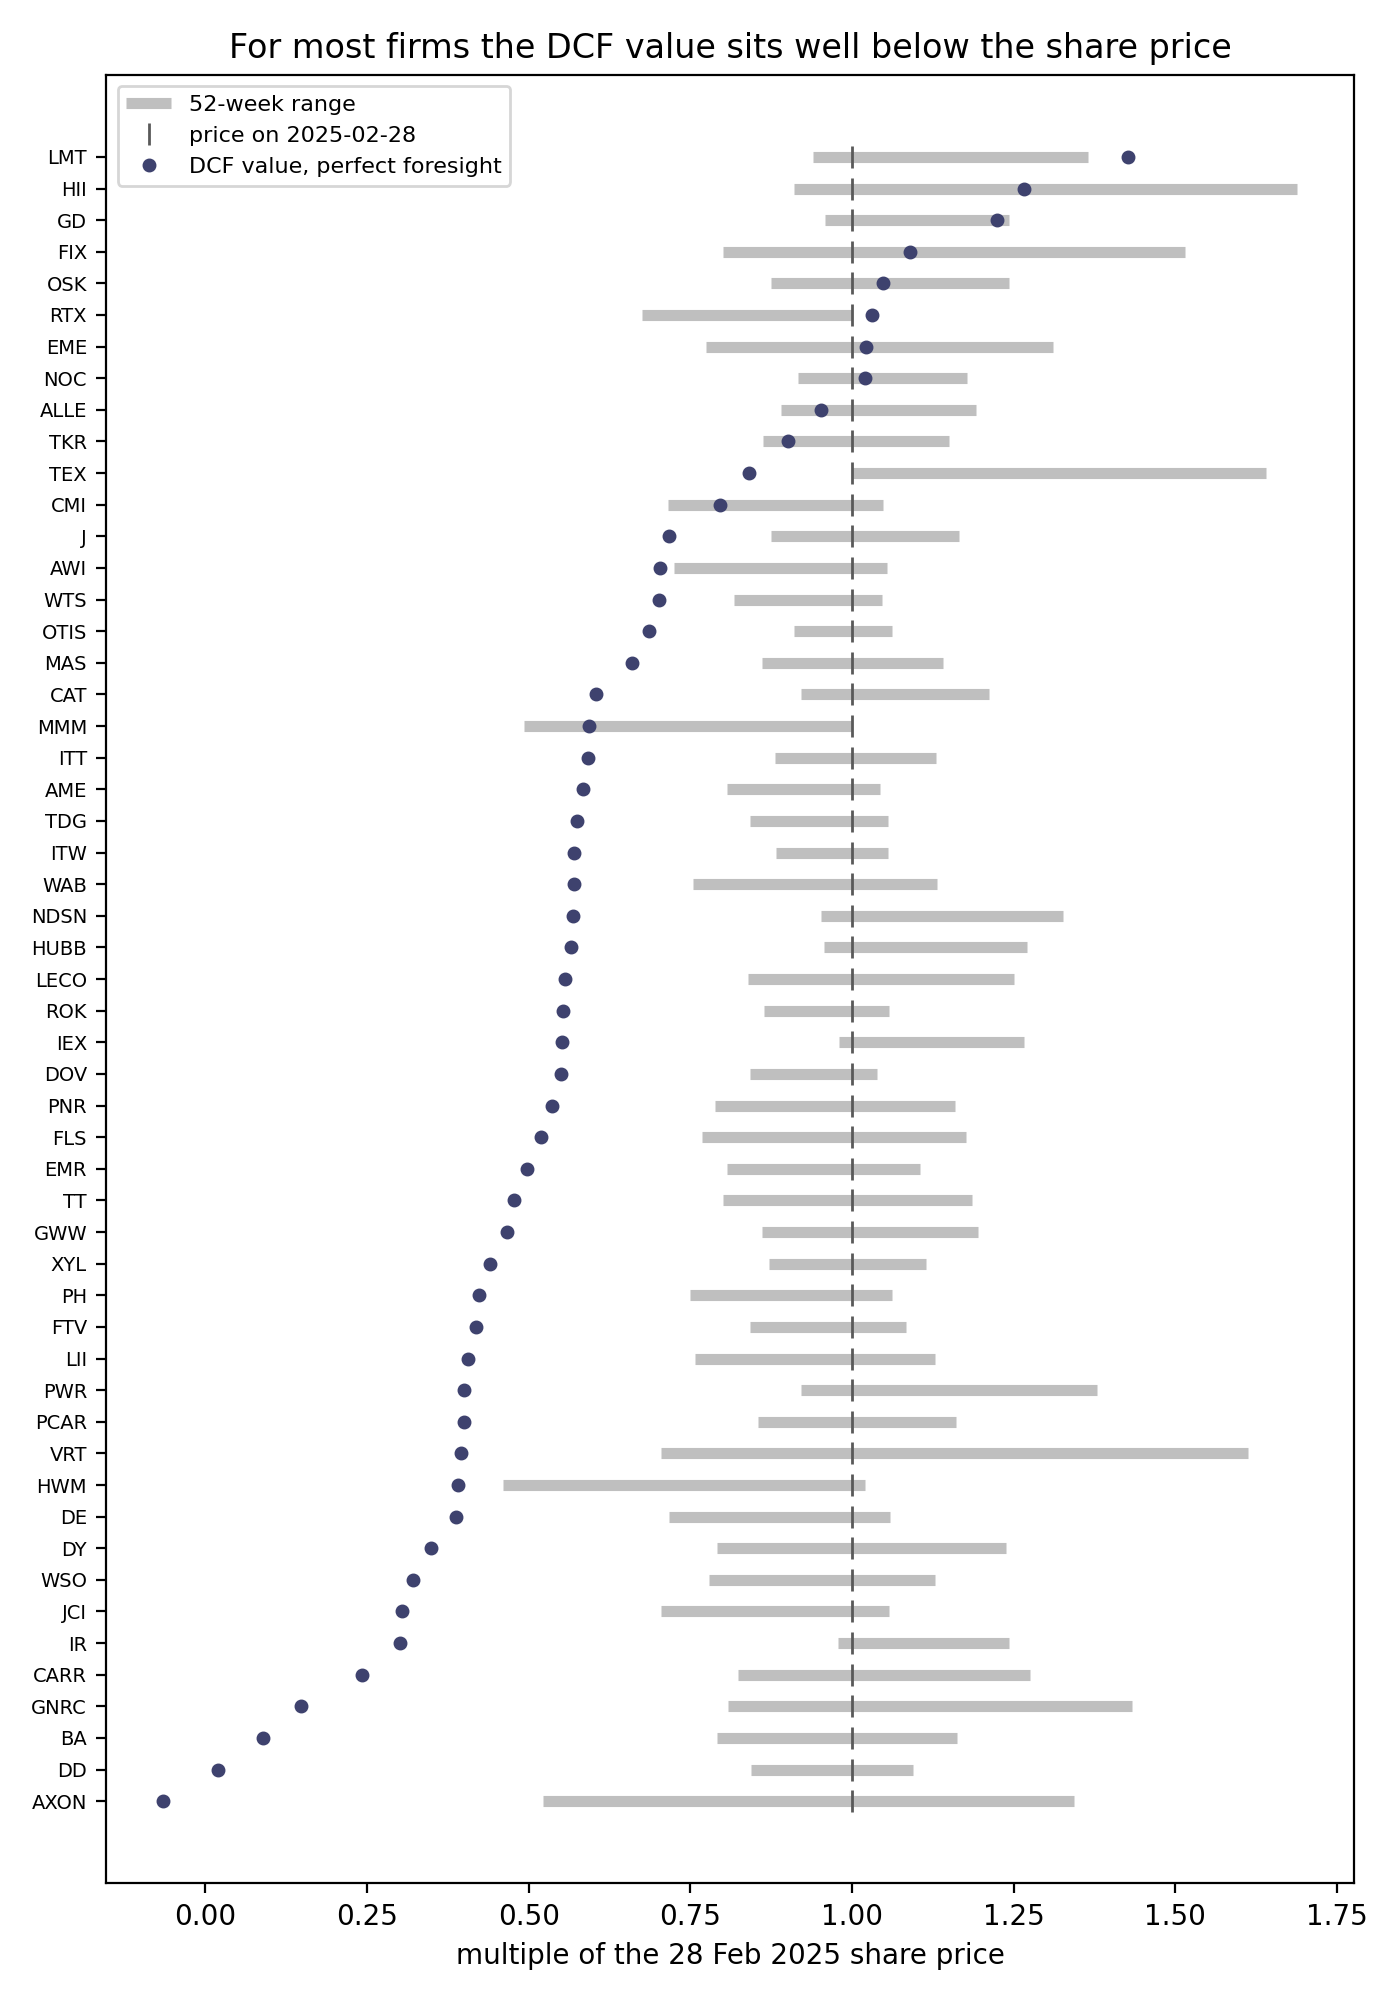 For most firms the DCF value sits well below the share price
52-week range
price on 2025-02-28
DCF value, perfect foresight
LMT
HII
GD
FIX
OSK
RTX
EME
NOC
ALLE
TKR
TEX
CMI
J
AWI
WTS
OTIS
MAS
CAT
MMM
ITT
AME
TDG
ITW
WAB
NDSN
HUBB
LECO
ROK
IEX
DOV
PNR
FLS
EMR
TT
GWW
XYL
PH
FTV
LII
PWR
PCAR
VRT
HWM
DE
DY
WSO
JCI
IR
CARR
GNRC
BA
DD
AXON
0.00 0.25 0.50 0.75 1.00 1.25 1.50 1.75
multiple of the 28 Feb 2025 share price